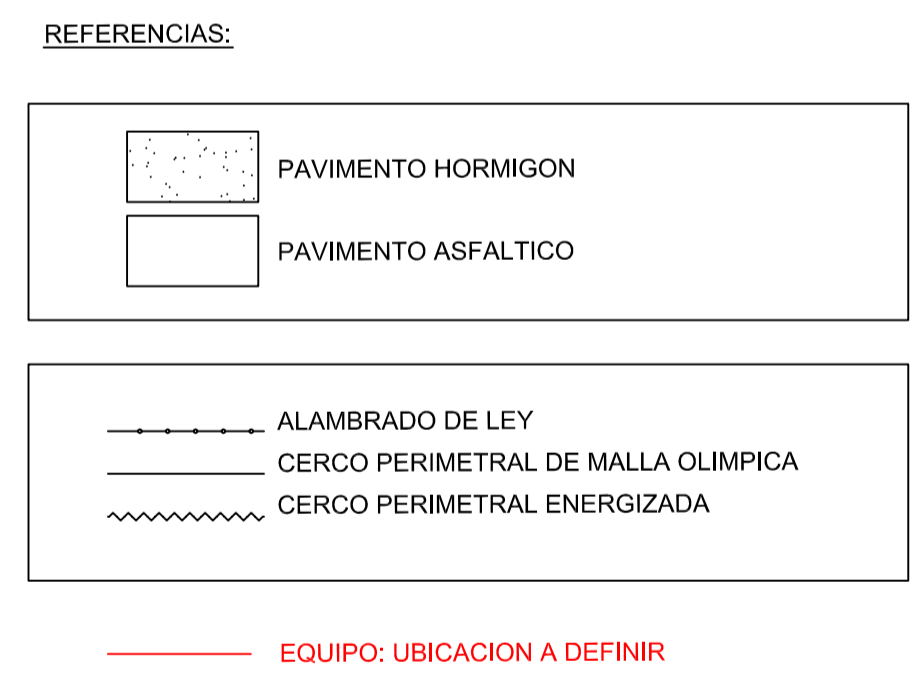 REFERENCIAS:
PAVIMENTO HORMIGON
PAVIMENTO ASFALTICO
ALAMBRADO DE LEY
CERCO PERIMETRAL DE MALLA OLIMPICA
CERCO PERIMETRAL ENERGIZADA
EQUIPO: UBICACION A DEFINIR